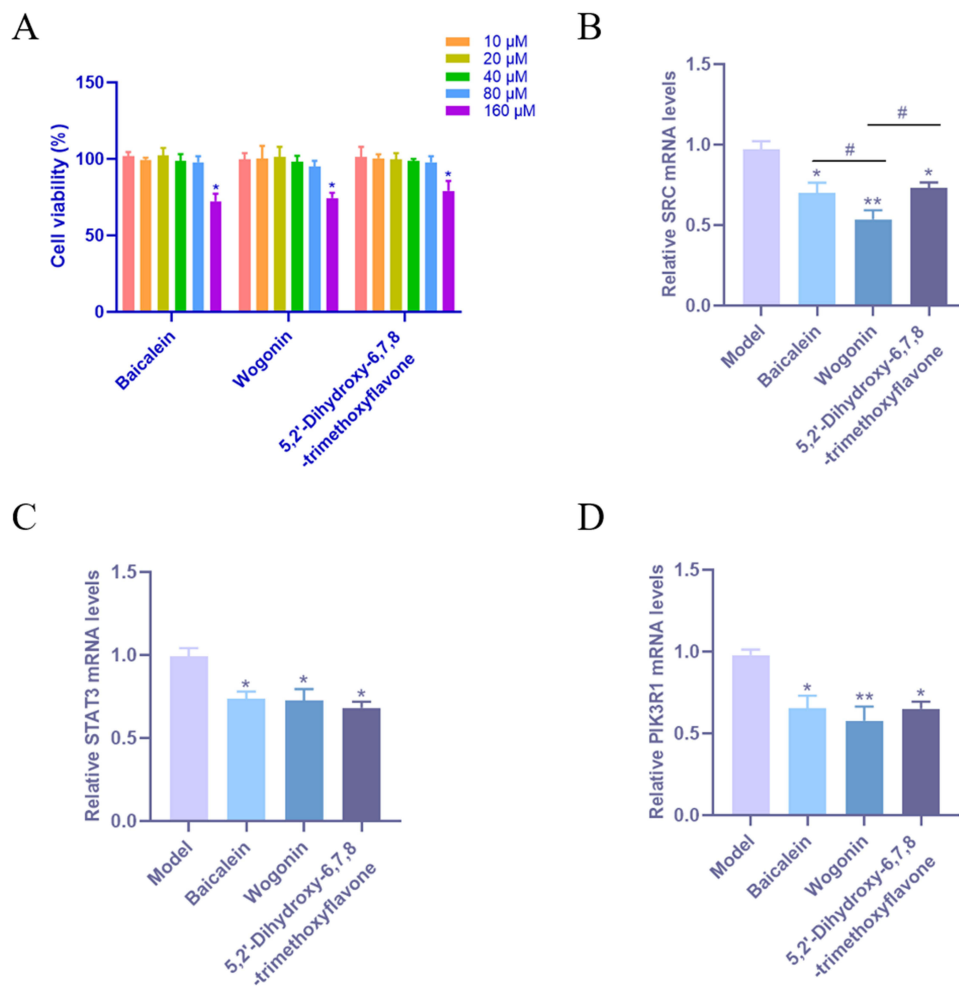 A
10 µM
20 µM
40 µM
80 µM
160 µM
Cell viability (%)
150
100
50
0
*
*
*
Baicalein
Wogonin
5,2'-Dihydroxy-6,7,8
-trimethoxyflavone
B
Relative SRC mRNA levels
1.5
1.0
0.5
0.0
#
#
*
**
*
Model
Baicalein
Wogonin
5,2'-Dihydroxy-6,7,8
-trimethoxyflavone
C
Relative STAT3 mRNA levels
1.5
1.0
0.5
0.0
*
*
*
Model
Baicalein
Wogonin
5,2'-Dihydroxy-6,7,8
-trimethoxyflavone
D
Relative PIK3R1 mRNA levels
1.5
1.0
0.5
0.0
*
**
*
Model
Baicalein
Wogonin
5,2'-Dihydroxy-6,7,8
-trimethoxyflavone